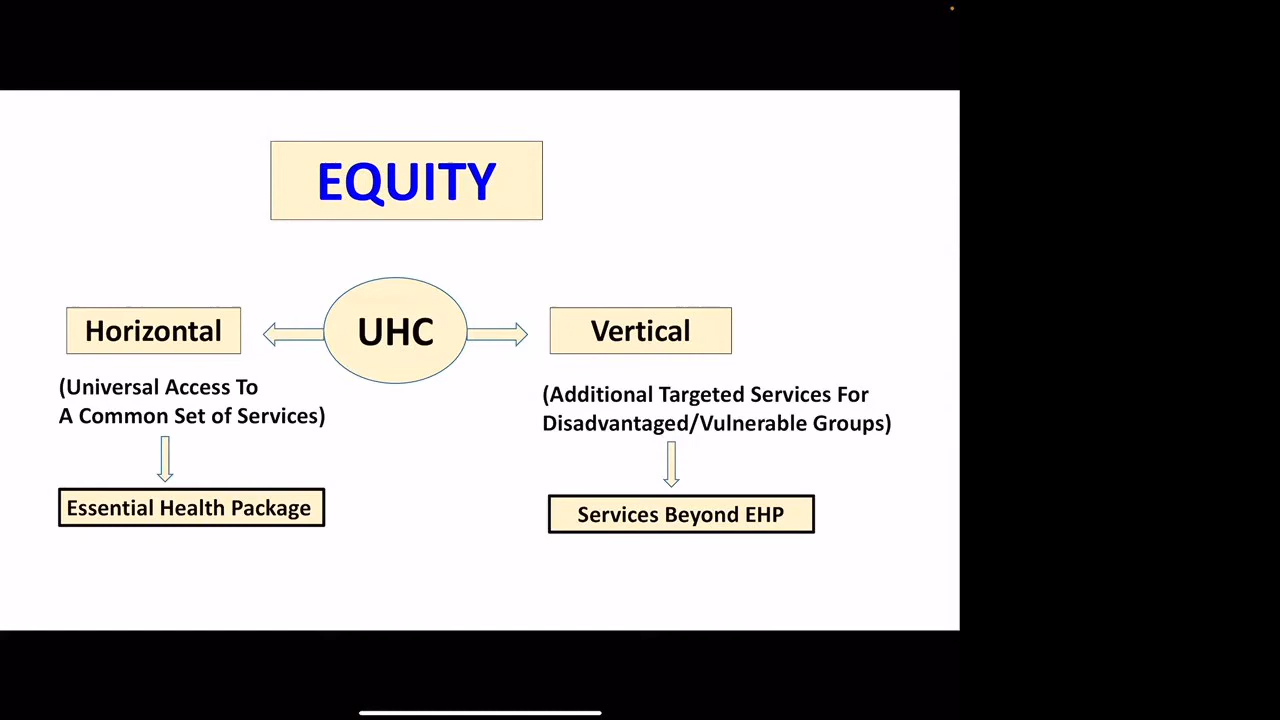 EQUITY
Horizontal
UHC
Vertical
(Universal Access To
A Common Set of Services)
(Additional Targeted Services For
Disadvantaged/Vulnerable Groups)
Essential Health Package
Services Beyond EHP